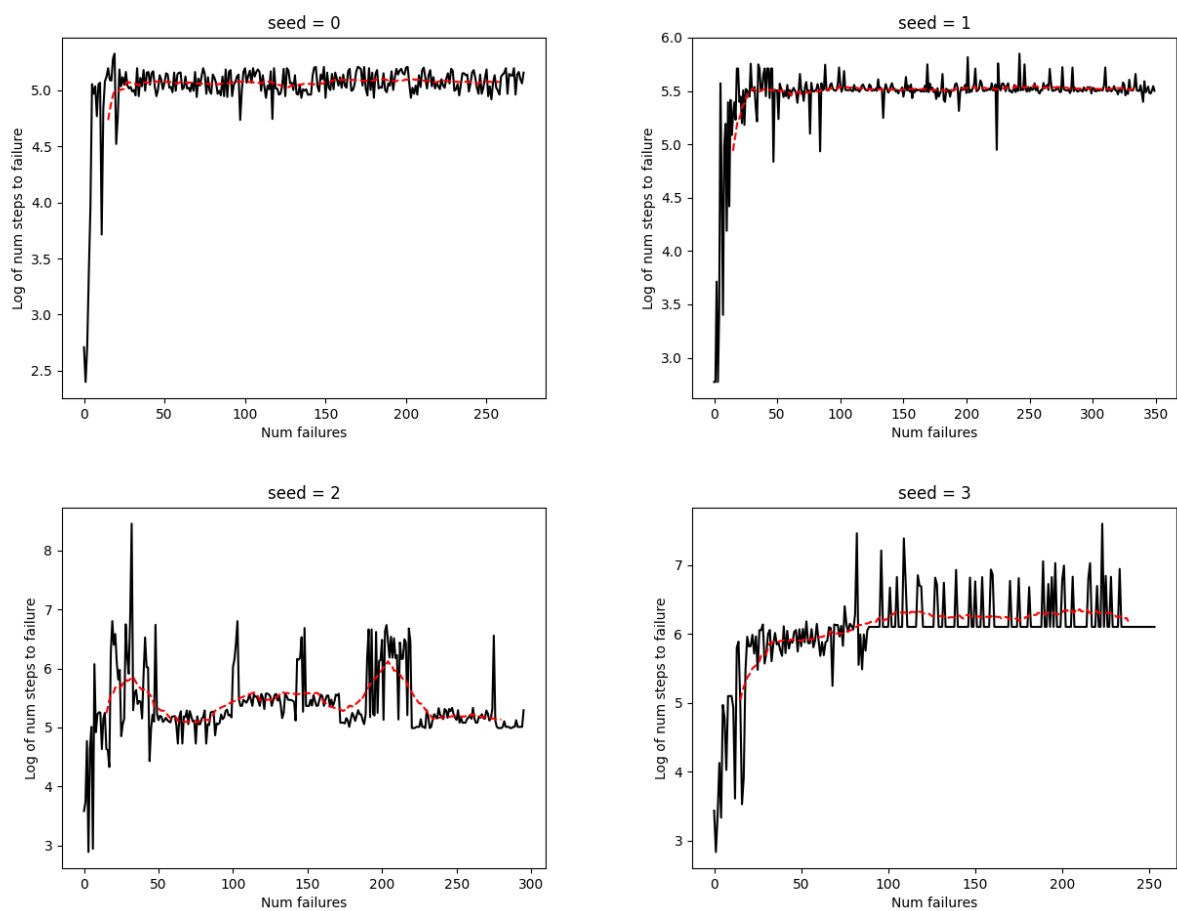 seed = 0
Log of num steps to failure
5.0
4.5
4.0
3.5
3.0
2.5
0 50 100 150 200 250
Num failures
seed = 1
Log of num steps to failure
6.0
5.5
5.0
4.5
4.0
3.5
3.0
0 50 100 150 200 250 300 350
Num failures
seed = 2
Log of num steps to failure
8
7
6
5
4
3
0 50 100 150 200 250 300
Num failures
seed = 3
Log of num steps to failure
7
6
5
4
3
0 50 100 150 200 250
Num failures